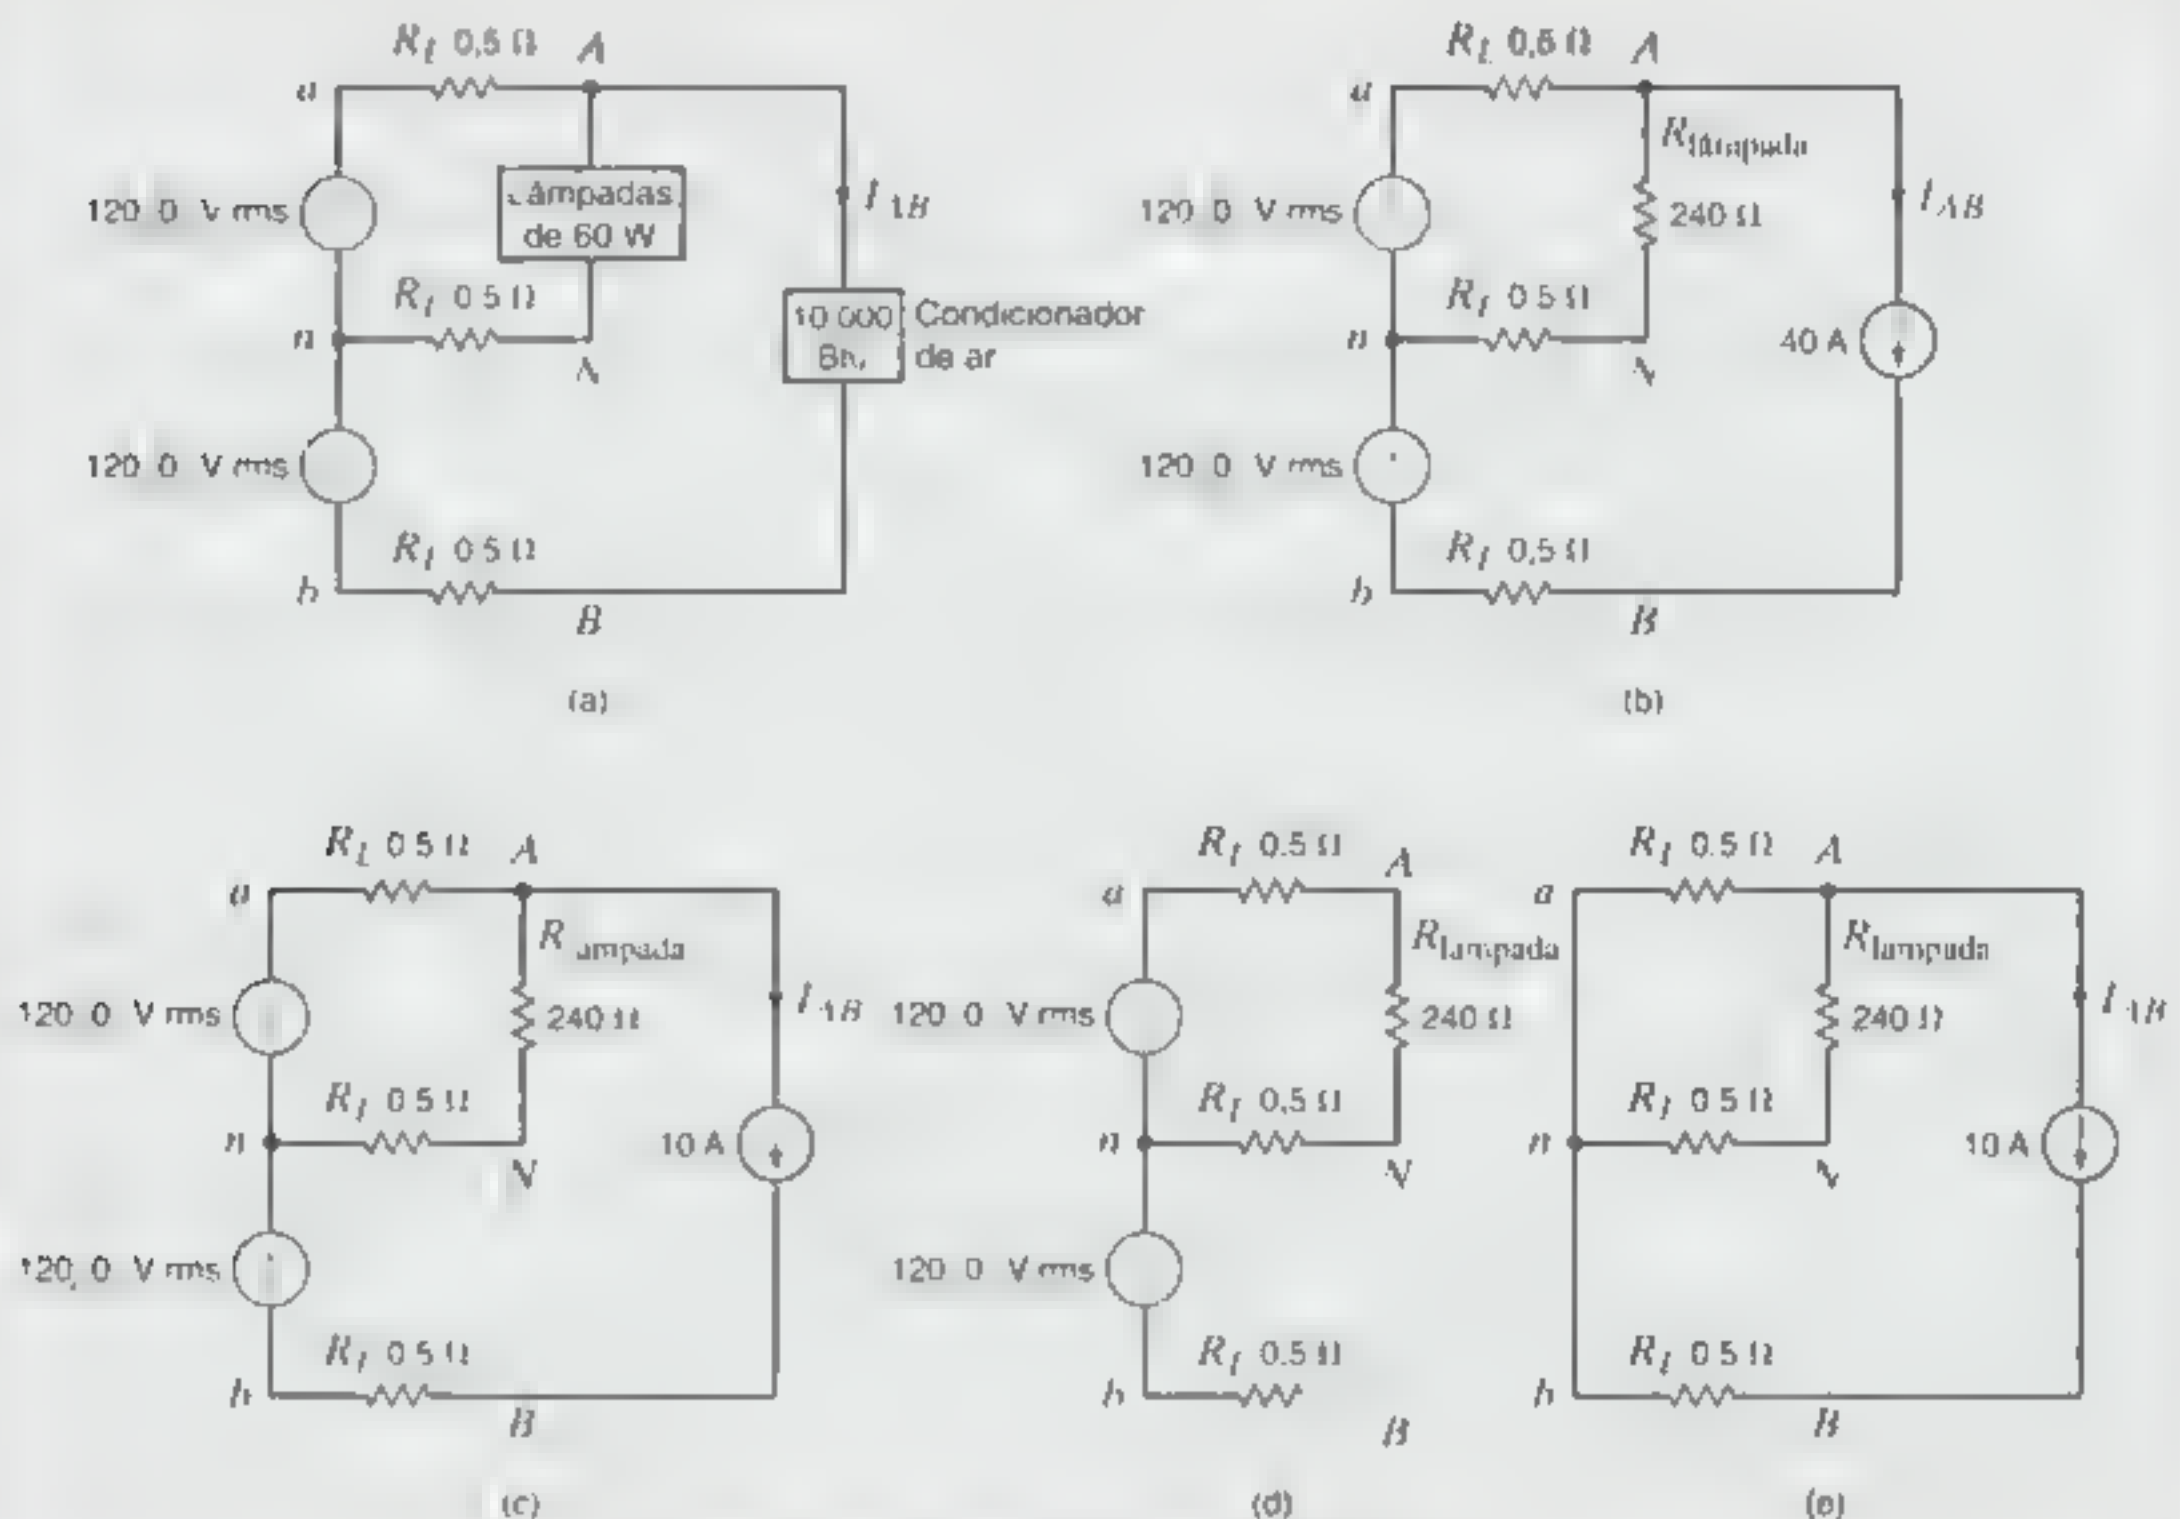 R_l 0,5 Ω A
a
120 0 V rms
Lâmpadas
de 60 W
I_AB
R_l 0 5 Ω
n
N
10 000
Btu
Condicionador
de ar
120 0 V rms
R_l 0 5 Ω
b
B
(a)
R_L 0,5 Ω A
a
R_lâmpada
120 0 V rms
240 Ω
I_AB
R_l 0 5 Ω
n
N
40 A
120 0 V rms
R_l 0,5 Ω
b
B
(b)
R_L 0 5 Ω A
a
R_lampada
120 0 V rms
240 Ω
I_AB
R_l 0 5 Ω
n
N
10 A
120 0 V rms
R_l 0 5 Ω
b
B
(c)
R_l 0.5 Ω A
a
R_lampada
120 0 V rms
240 Ω
R_l 0,5 Ω
n
N
120 0 V rms
R_l 0.5 Ω
b
B
(d)
R_l 0.5 Ω A
a
R_lampada
240 Ω
I_AB
R_l 0 5 Ω
n
N
10 A
R_l 0 5 Ω
b
B
(e)